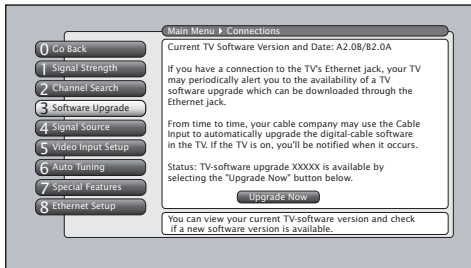 Main Menu Connections
0 Go Back
1 Signal Strength
2 Channel Search
3 Software Upgrade
4 Signal Source
5 Video Input Setup
6 Auto Tuning
7 Special Features
8 Ethernet Setup
Current TV Software Version and Date: A2.0B/B2.0A
If you have a connection to the TV's Ethernet jack, your TV
may periodically alert you to the availability of a TV
software upgrade which can be downloaded through the
Ethernet jack.
From time to time, your cable company may use the Cable
Input to automatically upgrade the digital-cable software
in the TV. If the TV is on, you'll be notified when it occurs.
Status: TV-software upgrade XXXXX is available by
selecting the "Upgrade Now" button below.
Upgrade Now
You can view your current TV-software version and check
if a new software version is available.